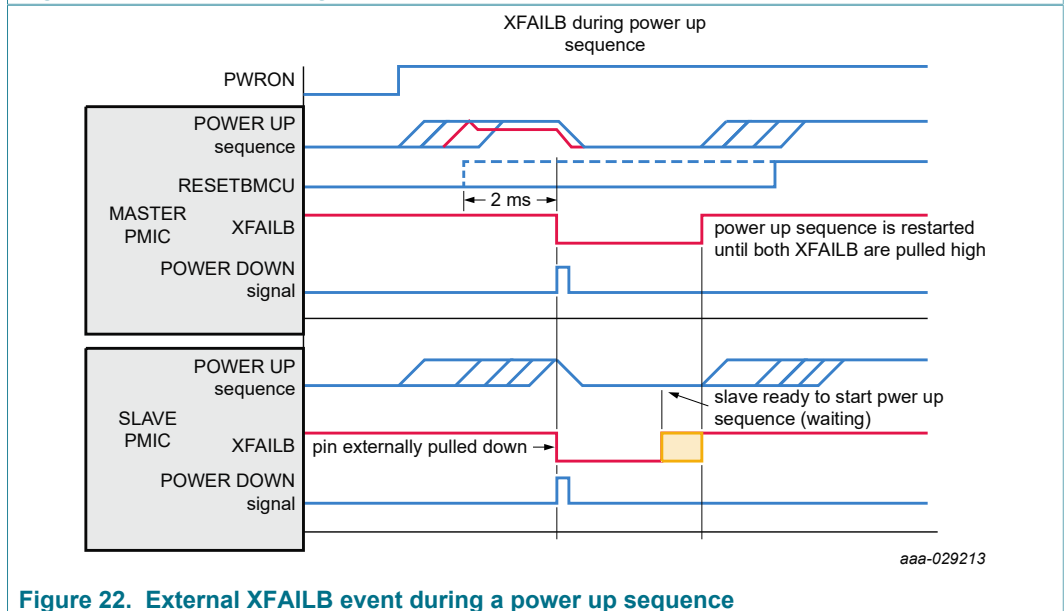 XFAILB during power up
sequence
PWRON
POWER UP
sequence
RESETBMCU
2 ms
MASTER
PMIC
XFAILB
power up sequence is restarted
until both XFAILB are pulled high
POWER DOWN
signal
POWER UP
sequence
slave ready to start pwer up
sequence (waiting)
SLAVE
PMIC
XFAILB
pin externally pulled down
POWER DOWN
signal
aaa-029213
Figure 22. External XFAILB event during a power up sequence